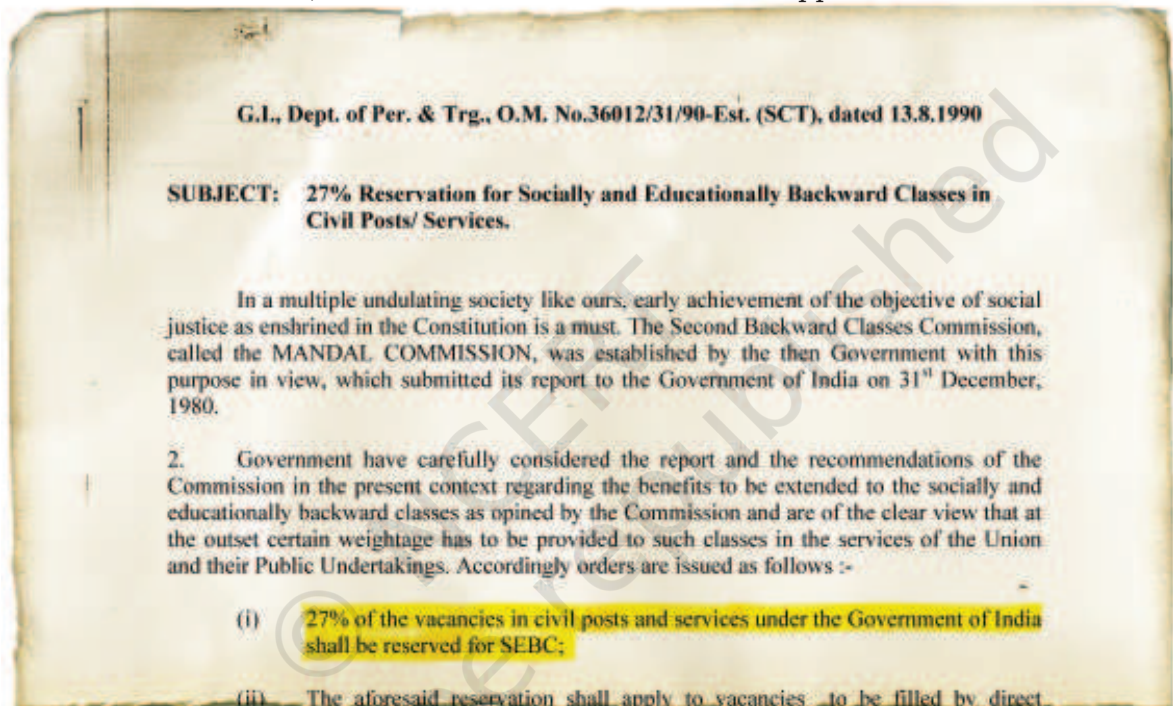 G.I., Dept. of Per. & Trg., O.M. No.36012/31/90-Est. (SCT), dated 13.8.1990
SUBJECT: 27% Reservation for Socially and Educationally Backward Classes in
Civil Posts/ Services.
In a multiple undulating society like ours, early achievement of the objective of social
justice as enshrined in the Constitution is a must. The Second Backward Classes Commission,
called the MANDAL COMMISSION, was established by the then Government with this
purpose in view, which submitted its report to the Government of India on 31st December,
1980.
2. Government have carefully considered the report and the recommendations of the
Commission in the present context regarding the benefits to be extended to the socially and
educationally backward classes as opined by the Commission and are of the clear view that at
the outset certain weightage has to be provided to such classes in the services of the Union
and their Public Undertakings. Accordingly orders are issued as follows :-
(i) 27% of the vacancies in civil posts and services under the Government of India
shall be reserved for SEBC;
(ii) The aforesaid reservation shall apply to vacancies to be filled by direct
© NCERT
republished